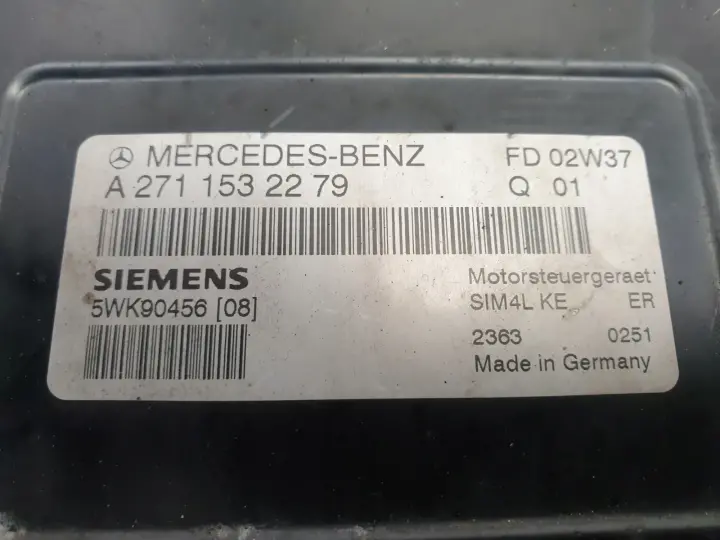 MERCEDES-BENZ FD 02W37
A 271 153 22 79 Q 01
SIEMENS
5WK90456 [08]
Motorsteuergeraet
SIM4L KE ER
2363 0251
Made in Germany